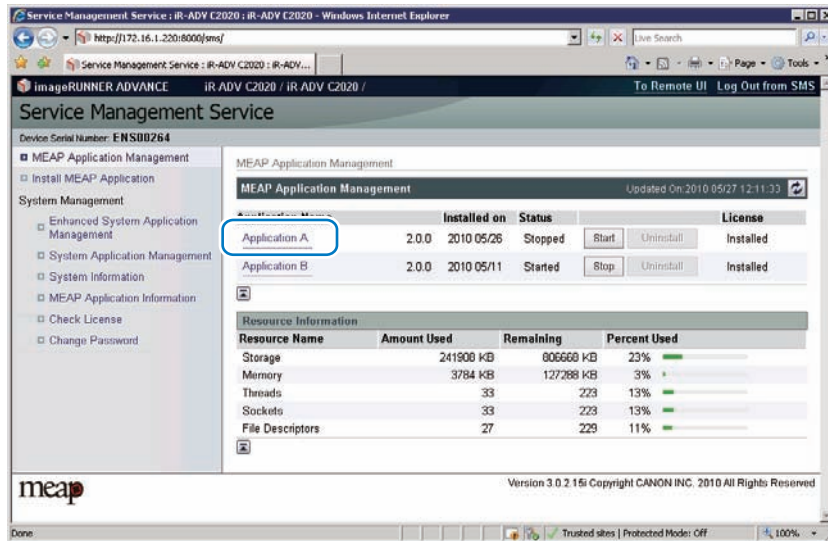 Service Management Service : iR-ADV C2020 : iR-ADV C2020 - Windows Internet Explorer
http://172.16.1.220:8000/sms/
Live Search
Service Management Service : iR-ADV C2020 : iR-ADV...
Page Tools
imageRUNNER ADVANCE iR-ADV C2020 / iR-ADV C2020 /
To Remote UI Log Out from SMS
Service Management Service
Device Serial Number: ENS00264
MEAP Application Management
Install MEAP Application
System Management
Enhanced System Application
Management
System Application Management
System Information
MEAP Application Information
Check License
Change Password
MEAP Application Management
MEAP Application Management Updated On:2010 05/27 12:11:33
Installed on Status License
Application A 2.0.0 2010 05/26 Stopped Start Uninstall Installed
Application B 2.0.0 2010 05/11 Started Stop Uninstall Installed
Resource Information
Resource Name Amount Used Remaining Percent Used
Storage 241908 KB 806668 KB 23%
Memory 3784 KB 127288 KB 3%
Threads 33 223 13%
Sockets 33 223 13%
File Descriptors 27 229 11%
meap
Version 3.0.2.15i Copyright CANON INC. 2010 All Rights Reserved
Done
Trusted sites | Protected Mode: Off
100%